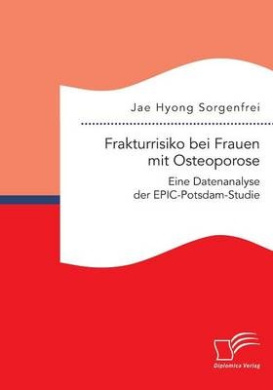 Jae Hyong Sorgenfrei
Frakturrisiko bei Frauen
mit Osteoporose
Eine Datenanalyse
der EPIC-Potsdam-Studie
Diplomica Verlag